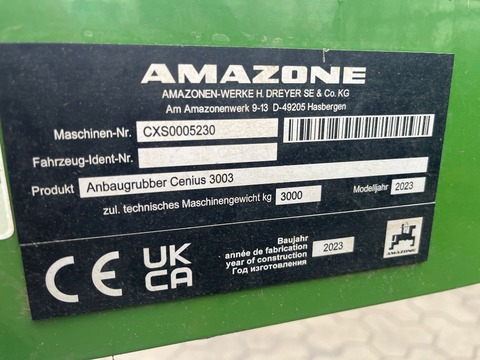 AMAZONE
AMAZONEN-WERKE H. DREYER SE & Co. KG
Am Amazonenwerk 9-13 D-49205 Hasbergen
Maschinen-Nr. CXS0005230
Fahrzeug-Ident-Nr.
Produkt Anbaugrubber Cenius 3003 Modelljahr 2023
zul. technisches Maschinengewicht kg 3000
CE UK CA
Baujahr
année de fabrication
year of construction
Год изготовления
2023
AMAZONE